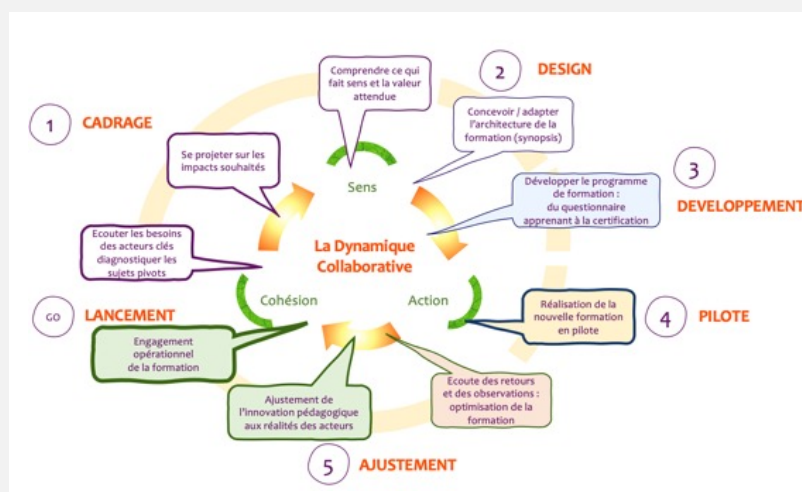 1 CADRAGE
Ecouter les besoins
des acteurs clés
diagnostiquer les
sujets pivots
Se projeter sur les
impacts souhaités
Comprendre ce qui
fait sens et la valeur
attendue
2 DESIGN
Concevoir / adapter
l'architecture de la
formation (synopsis)
3
DEVELOPPEMENT
Développer le programme
de formation :
du questionnaire
apprenant à la certification
Sens
La Dynamique
Collaborative
Cohésion
Action
4 PILOTE
Réalisation de la
nouvelle formation
en pilote
Ecoute des retours
et des observations :
optimisation de la
formation
5 AJUSTEMENT
Ajustement de
l'innovation pédagogique
aux réalités des acteurs
GO LANCEMENT
Engagement
opérationnel
de la formation